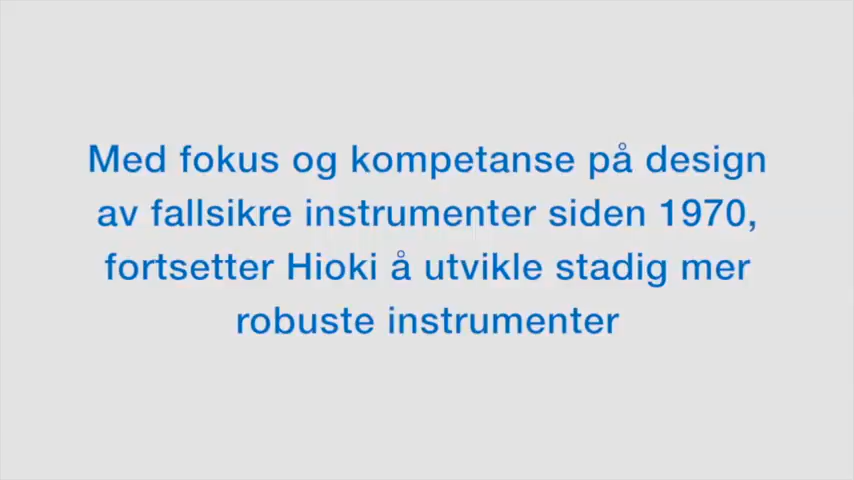 Med fokus og kompetanse på design
av fallsikre instrumenter siden 1970,
fortsetter Hioki å utvikle stadig mer
robuste instrumenter